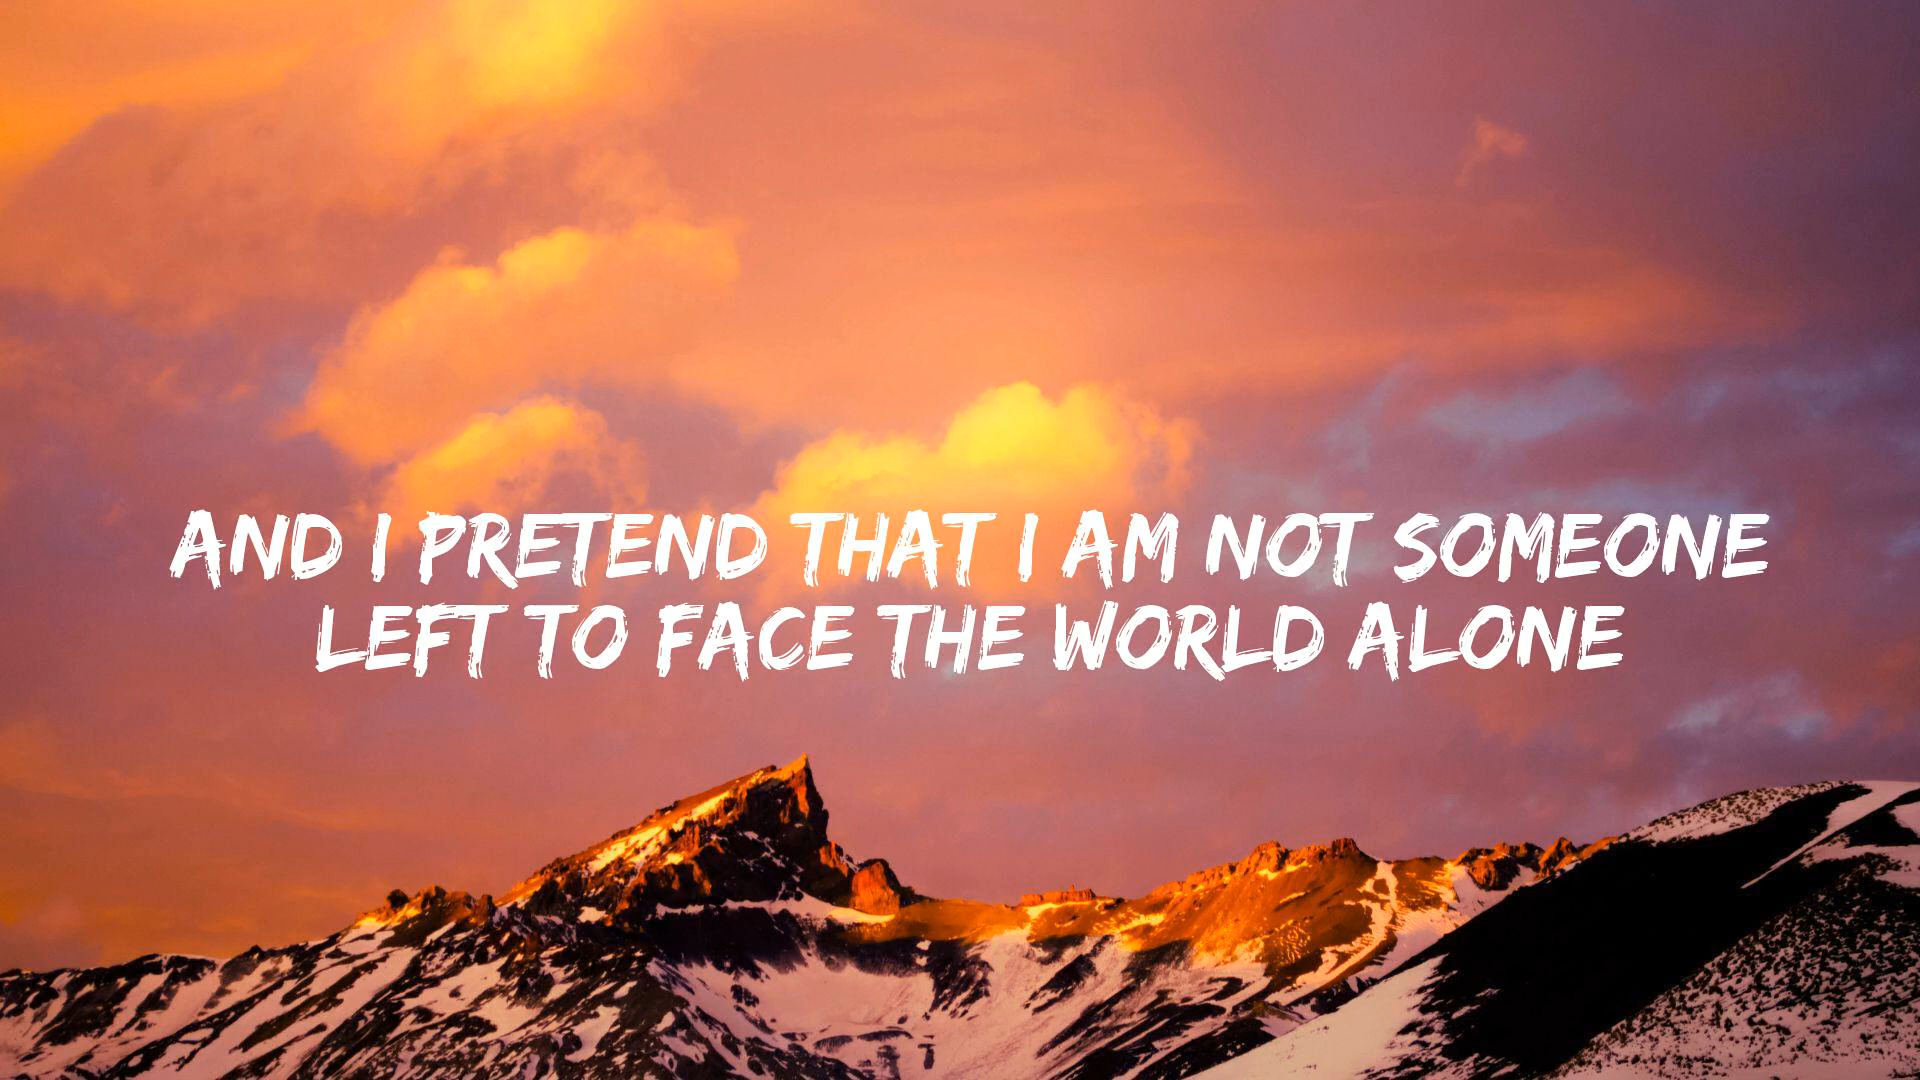 AND I PRETEND THAT I AM NOT SOMEONE
LEFT TO FACE THE WORLD ALONE